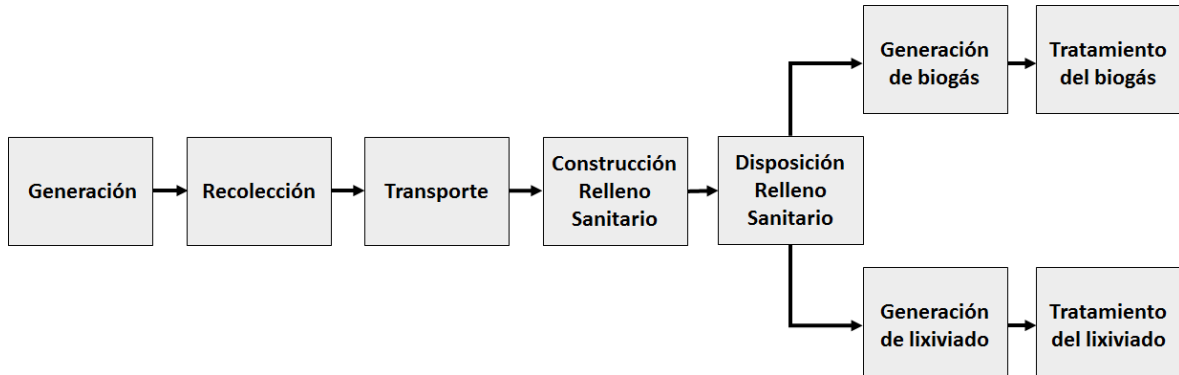 Generación
Recolección
Transporte
Construcción
Relleno
Sanitario
Disposición
Relleno
Sanitario
Generación
de biogás
Tratamiento
del biogás
Generación
de lixiviado
Tratamiento
del lixiviado